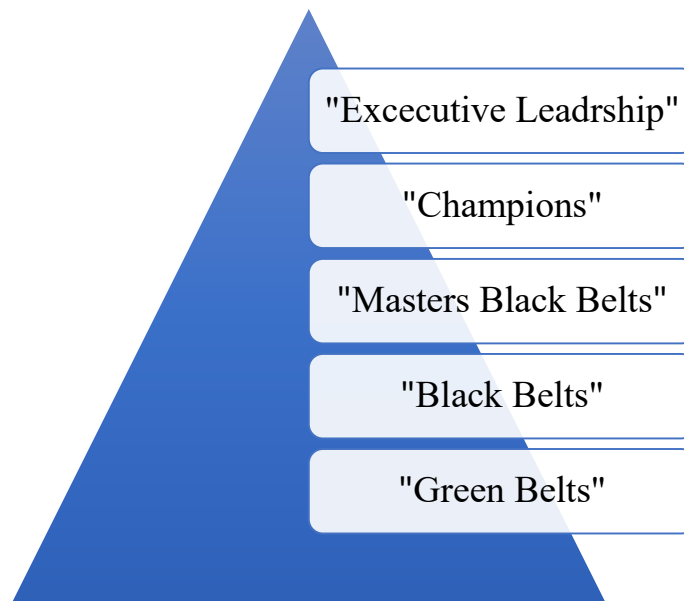 "Excecutive Leadrship"
"Champions"
"Masters Black Belts"
"Black Belts"
"Green Belts"